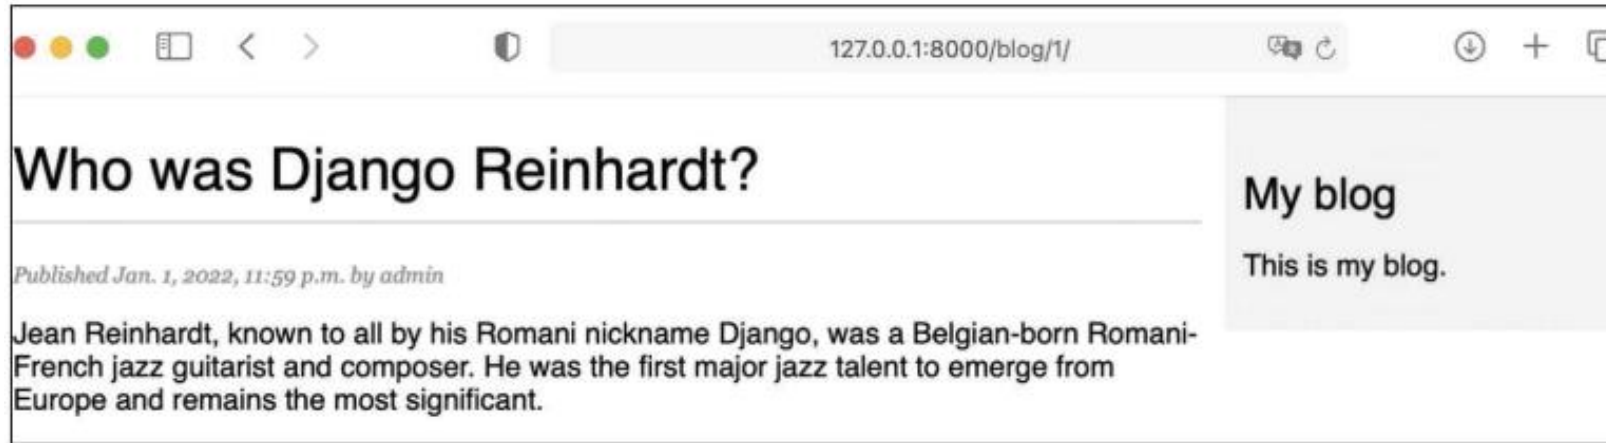 127.0.0.1:8000/blog/1/
Who was Django Reinhardt?
Published Jan. 1, 2022, 11:59 p.m. by admin
Jean Reinhardt, known to all by his Romani nickname Django, was a Belgian-born Romani-
French jazz guitarist and composer. He was the first major jazz talent to emerge from
Europe and remains the most significant.
My blog
This is my blog.